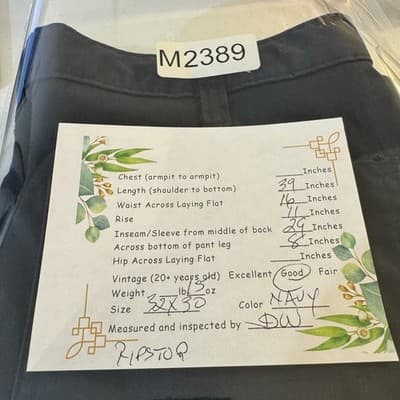 M2389
Chest (armpit to armpit) ___Inches
Length (shoulder to bottom) 39 Inches
Waist Across Laying Flat 16 Inches
Rise 11 Inches
Inseam/Sleeve from middle of back 29 Inches
Across bottom of pant leg 8 Inches
Hip Across Laying Flat ___Inches
Vintage (20+ years old) Excellent Good Fair
Weight ___lb 13 oz
Size 32X30 Color NAVY
Measured and inspected by DW
RIPSTOP